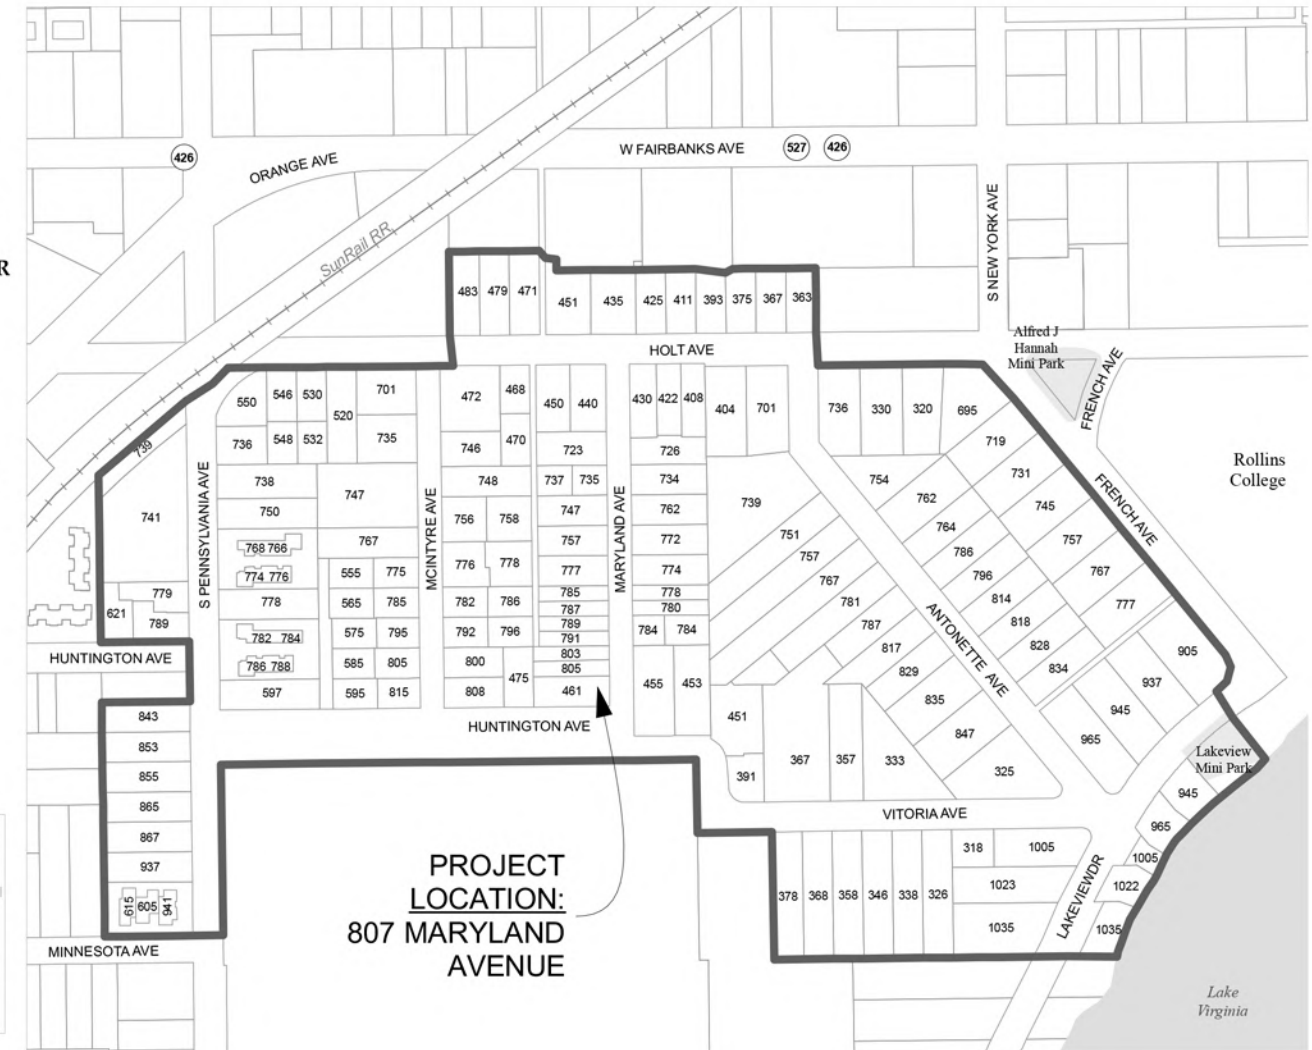 W FAIRBANKS AVE
527
426
426
ORANGE AVE
SunRail RR
S NEW YORK AVE
R
483 479 471
451 435 425 411 393 375 367 363
HOLT AVE
Alfred J
Hannah
Mini Park
FRENCH AVE
Rollins
College
FRENCH AVE
550 546 530 520 701
736 548 532 735
739
741
738 747
750
768 766 767
774 776 555 775
778 565 785
782 784 575 795
786 788 585 805
597 595 815
779
621 789
S PENNSYLVANIA AVE
MCINTYRE AVE
MARYLAND AVE
472 468 450 440
746 470 723
748 737 735
756 758 747
757
776 778 777
782 786 785
787
792 796 789
791
800 475 803
805
808 461
430 422 408 404 701
726
734
762
772
774
778
780
784 784
455 453
739
751
757
767
781
787
817
829
835
847
325
451
391
367 357 333
ANTONETTE AVE
736 330 320 695
754 719
762 731
764 745
786 757
796 767
814 777
818
828
834
905
937
945
965
HUNTINGTON AVE
HUNTINGTON AVE
843
853
855
865
867
937
615 605 941
MINNESOTA AVE
PROJECT
LOCATION:
807 MARYLAND
AVENUE
VITORIA AVE
378 368 358 346 338 326
318 1005
1023
1035
LAKEVIEWDR
Lakeview
Mini Park
945
965
1005
1022
1035
Lake
Virginia